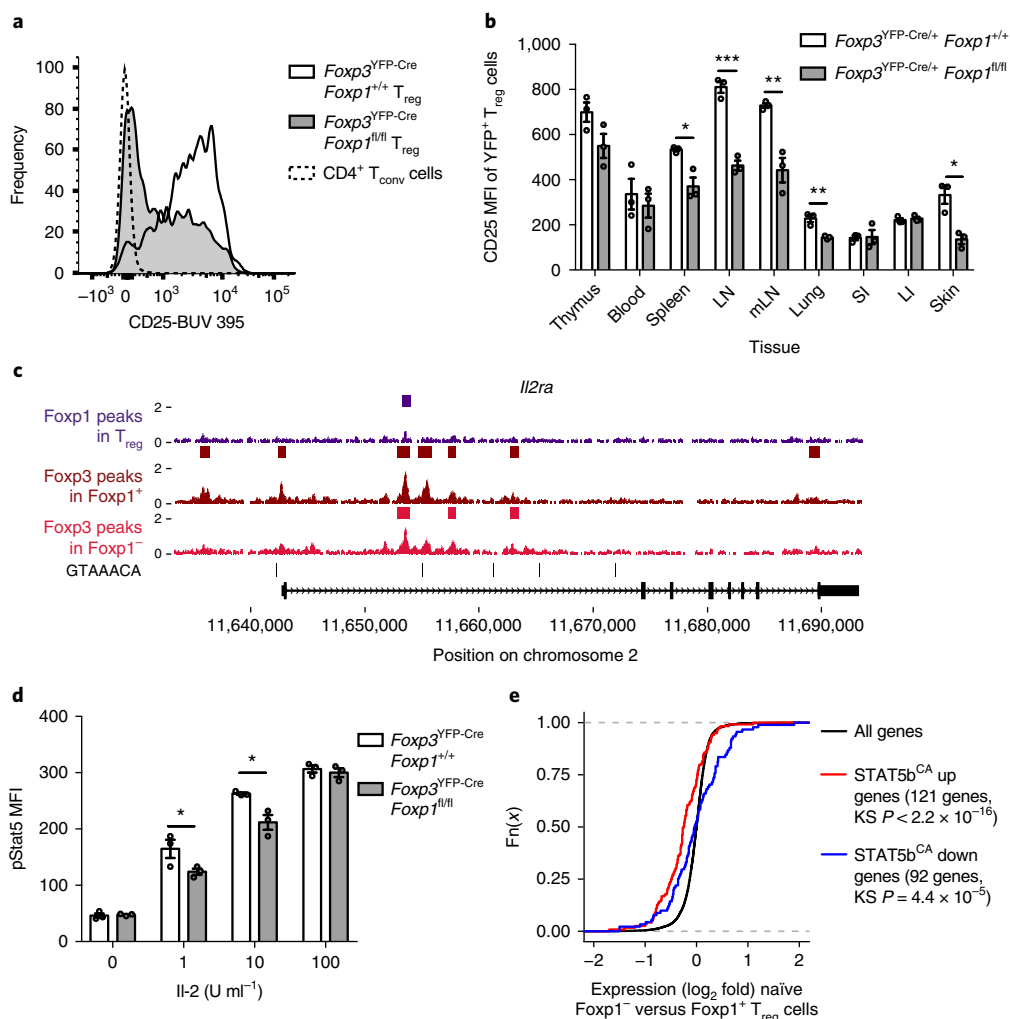 a
Foxp3YFP-Cre
Foxp1+/+ Treg
Foxp3YFP-Cre
Foxp1fl/fl Treg
CD4+ Tconv cells
Frequency
100
80
60
40
20
0
−10³ 0 10³ 10⁴ 10⁵
CD25-BUV 395
b
Foxp3YFP-Cre/+ Foxp1+/+
Foxp3YFP-Cre/+ Foxp1fl/fl
CD25 MFI of YFP+ Treg cells
1,000
800
600
400
200
0
*
***
**
**
*
Thymus
Blood
Spleen
LN
mLN
Lung
SI
LI
Skin
Tissue
c
Il2ra
Foxp1 peaks
in Treg
2
0
Foxp3 peaks
in Foxp1+
2
0
Foxp3 peaks
in Foxp1−
2
0
GTAAACA
11,640,000 11,650,000 11,660,000 11,670,000 11,680,000 11,690,000
Position on chromosome 2
d
pStat5 MFI
400
300
200
100
0
*
*
Foxp3YFP-Cre
Foxp1+/+
Foxp3YFP-Cre
Foxp1fl/fl
0 1 10 100
Il-2 (U ml−1)
e
Fn(x)
1.00
0.75
0.50
0.25
0.00
−2 −1 0 1 2
Expression (log2 fold) naïve
Foxp1− versus Foxp1+ Treg cells
All genes
STAT5bCA up
genes (121 genes,
KS P < 2.2 × 10−16)
STAT5bCA down
genes (92 genes,
KS P = 4.4 × 10−5)